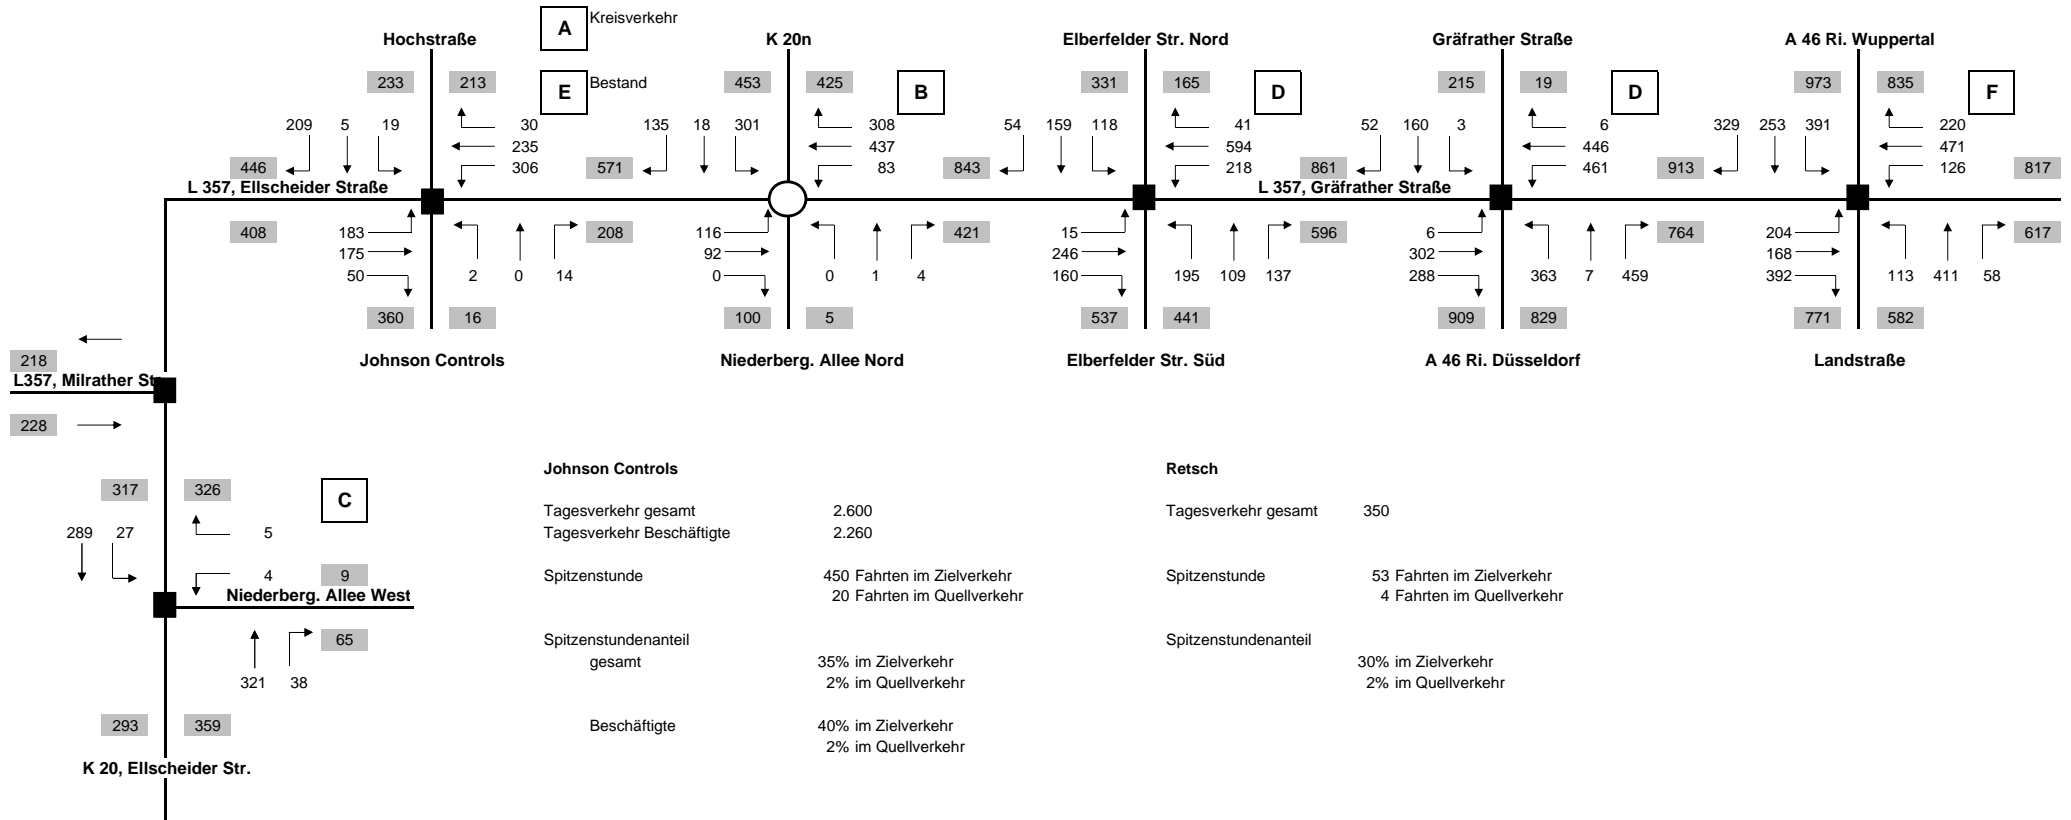 A Kreisverkehr
Hochstraße K 20n Elberfelder Str. Nord Gräfrather Straße A 46 Ri. Wuppertal
233 213 E Bestand 453 425 B 331 165 D 215 19 D 973 835 F
209 5 19 30 135 18 301 308 54 159 118 41 52 160 3 6 329 253 391 220
235 437 594 446 471
446 306 571 83 843 218 861 461 913 126 817
L 357, Ellscheider Straße L 357, Gräfrather Straße
408 183 208 116 421 15 596 6 764 204 617
175 92 246 302 168
50 2 0 14 0 0 1 4 160 195 109 137 288 363 7 459 392 113 411 58
360 16 100 5 537 441 909 829 771 582
218 Johnson Controls Niederberg. Allee Nord Elberfelder Str. Süd A 46 Ri. Düsseldorf Landstraße
L357, Milrather Str
228
Johnson Controls Retsch
317 326 C
Tagesverkehr gesamt 2.600 Tagesverkehr gesamt 350
289 27 5 Tagesverkehr Beschäftigte 2.260
4 9 Spitzenstunde 450 Fahrten im Zielverkehr Spitzenstunde 53 Fahrten im Zielverkehr
Niederberg. Allee West 20 Fahrten im Quellverkehr 4 Fahrten im Quellverkehr
65 Spitzenstundenanteil Spitzenstundenanteil
gesamt 35% im Zielverkehr 30% im Zielverkehr
321 38 2% im Quellverkehr 2% im Quellverkehr
293 359 Beschäftigte 40% im Zielverkehr
2% im Quellverkehr
K 20, Ellscheider Str.